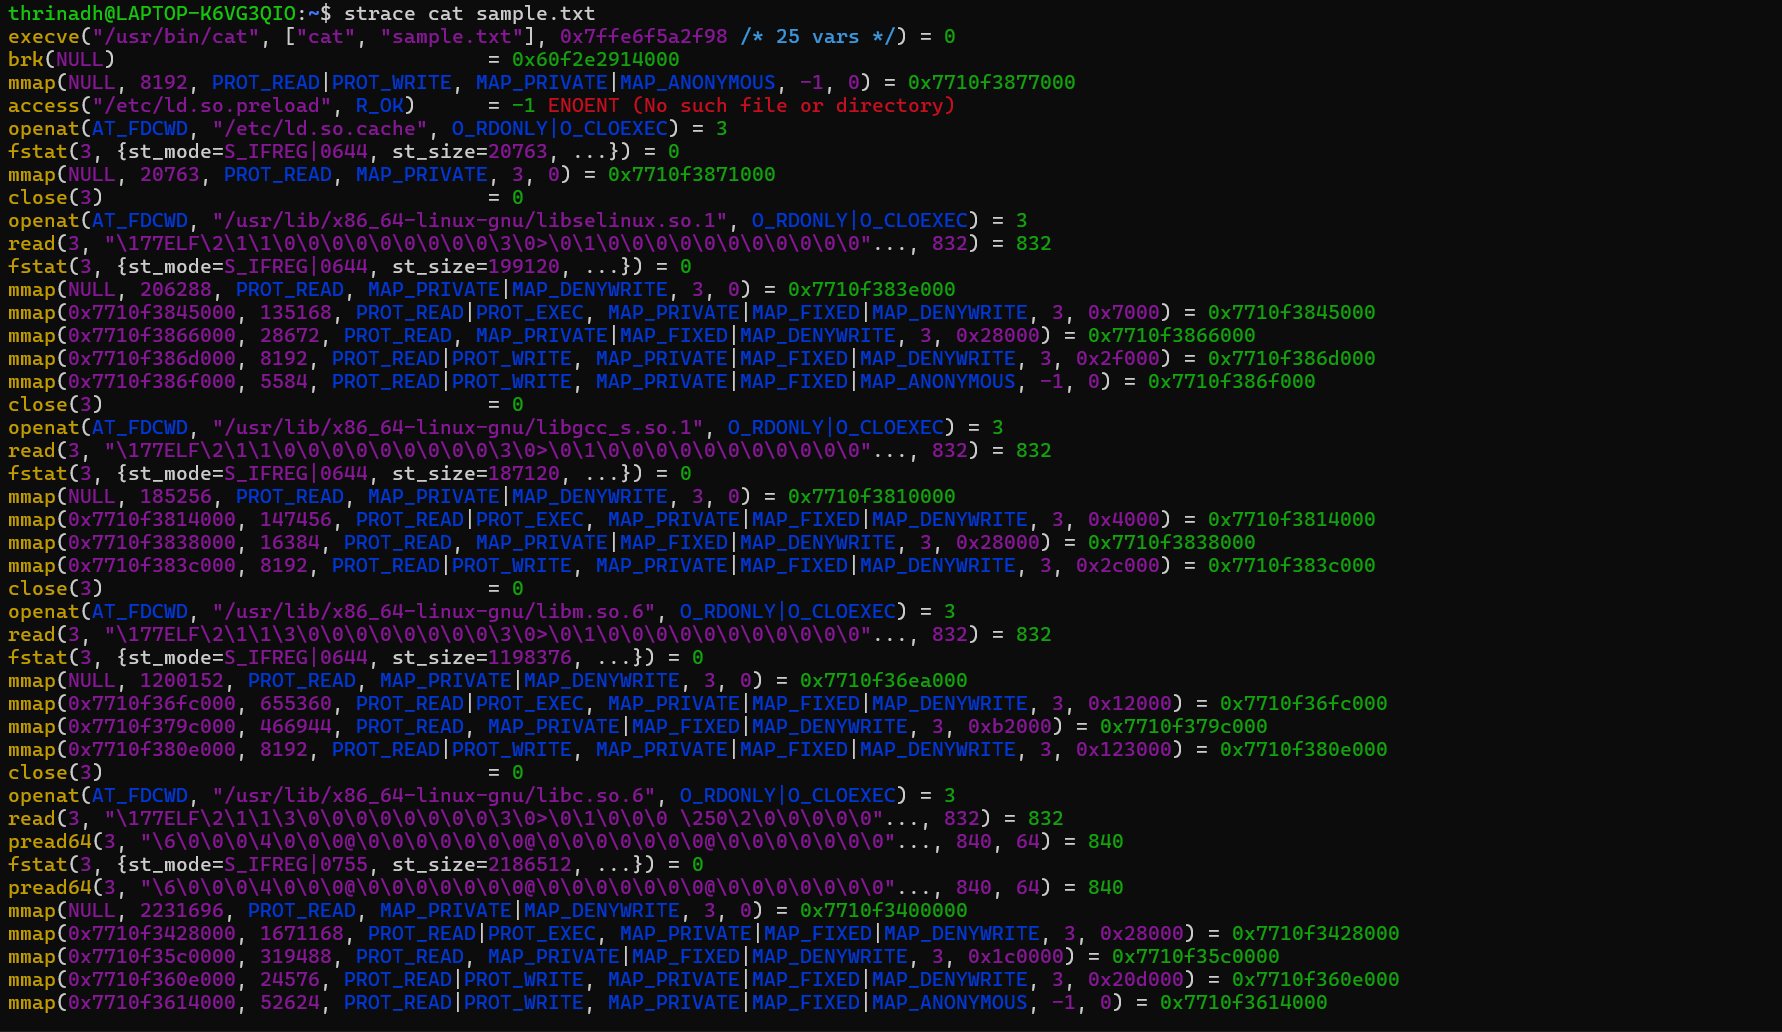 thrinadh@LAPTOP-K6VG3QIO:~$ strace cat sample.txt
execve("/usr/bin/cat", ["cat", "sample.txt"], 0x7ffe6f5a2f98 /* 25 vars */) = 0
brk(NULL)                               = 0x60f2e2914000
mmap(NULL, 8192, PROT_READ|PROT_WRITE, MAP_PRIVATE|MAP_ANONYMOUS, -1, 0) = 0x7710f3877000
access("/etc/ld.so.preload", R_OK)      = -1 ENOENT (No such file or directory)
openat(AT_FDCWD, "/etc/ld.so.cache", O_RDONLY|O_CLOEXEC) = 3
fstat(3, {st_mode=S_IFREG|0644, st_size=20763, ...}) = 0
mmap(NULL, 20763, PROT_READ, MAP_PRIVATE, 3, 0) = 0x7710f3871000
close(3)                                = 0
openat(AT_FDCWD, "/usr/lib/x86_64-linux-gnu/libselinux.so.1", O_RDONLY|O_CLOEXEC) = 3
read(3, "\177ELF\2\1\1\0\0\0\0\0\0\0\0\0\3\0>\0\1\0\0\0\0\0\0\0\0\0\0\0"..., 832) = 832
fstat(3, {st_mode=S_IFREG|0644, st_size=199120, ...}) = 0
mmap(NULL, 206288, PROT_READ, MAP_PRIVATE|MAP_DENYWRITE, 3, 0) = 0x7710f383e000
mmap(0x7710f3845000, 135168, PROT_READ|PROT_EXEC, MAP_PRIVATE|MAP_FIXED|MAP_DENYWRITE, 3, 0x7000) = 0x7710f3845000
mmap(0x7710f3866000, 28672, PROT_READ, MAP_PRIVATE|MAP_FIXED|MAP_DENYWRITE, 3, 0x28000) = 0x7710f3866000
mmap(0x7710f386d000, 8192, PROT_READ|PROT_WRITE, MAP_PRIVATE|MAP_FIXED|MAP_DENYWRITE, 3, 0x2f000) = 0x7710f386d000
mmap(0x7710f386f000, 5584, PROT_READ|PROT_WRITE, MAP_PRIVATE|MAP_FIXED|MAP_ANONYMOUS, -1, 0) = 0x7710f386f000
close(3)                                = 0
openat(AT_FDCWD, "/usr/lib/x86_64-linux-gnu/libgcc_s.so.1", O_RDONLY|O_CLOEXEC) = 3
read(3, "\177ELF\2\1\1\0\0\0\0\0\0\0\0\0\3\0>\0\1\0\0\0\0\0\0\0\0\0\0\0"..., 832) = 832
fstat(3, {st_mode=S_IFREG|0644, st_size=187120, ...}) = 0
mmap(NULL, 185256, PROT_READ, MAP_PRIVATE|MAP_DENYWRITE, 3, 0) = 0x7710f3810000
mmap(0x7710f3814000, 147456, PROT_READ|PROT_EXEC, MAP_PRIVATE|MAP_FIXED|MAP_DENYWRITE, 3, 0x4000) = 0x7710f3814000
mmap(0x7710f3838000, 16384, PROT_READ, MAP_PRIVATE|MAP_FIXED|MAP_DENYWRITE, 3, 0x28000) = 0x7710f3838000
mmap(0x7710f383c000, 8192, PROT_READ|PROT_WRITE, MAP_PRIVATE|MAP_FIXED|MAP_DENYWRITE, 3, 0x2c000) = 0x7710f383c000
close(3)                                = 0
openat(AT_FDCWD, "/usr/lib/x86_64-linux-gnu/libm.so.6", O_RDONLY|O_CLOEXEC) = 3
read(3, "\177ELF\2\1\1\3\0\0\0\0\0\0\0\0\3\0>\0\1\0\0\0\0\0\0\0\0\0\0\0"..., 832) = 832
fstat(3, {st_mode=S_IFREG|0644, st_size=1198376, ...}) = 0
mmap(NULL, 1200152, PROT_READ, MAP_PRIVATE|MAP_DENYWRITE, 3, 0) = 0x7710f36ea000
mmap(0x7710f36fc000, 655360, PROT_READ|PROT_EXEC, MAP_PRIVATE|MAP_FIXED|MAP_DENYWRITE, 3, 0x12000) = 0x7710f36fc000
mmap(0x7710f379c000, 466944, PROT_READ, MAP_PRIVATE|MAP_FIXED|MAP_DENYWRITE, 3, 0xb2000) = 0x7710f379c000
mmap(0x7710f380e000, 8192, PROT_READ|PROT_WRITE, MAP_PRIVATE|MAP_FIXED|MAP_DENYWRITE, 3, 0x123000) = 0x7710f380e000
close(3)                                = 0
openat(AT_FDCWD, "/usr/lib/x86_64-linux-gnu/libc.so.6", O_RDONLY|O_CLOEXEC) = 3
read(3, "\177ELF\2\1\1\3\0\0\0\0\0\0\0\0\3\0>\0\1\0\0\0 \250\2\0\0\0\0\0"..., 832) = 832
pread64(3, "\6\0\0\0\4\0\0\0@\0\0\0\0\0\0\0@\0\0\0\0\0\0\0@\0\0\0\0\0\0\0"..., 840, 64) = 840
fstat(3, {st_mode=S_IFREG|0755, st_size=2186512, ...}) = 0
pread64(3, "\6\0\0\0\4\0\0\0@\0\0\0\0\0\0\0@\0\0\0\0\0\0\0@\0\0\0\0\0\0\0"..., 840, 64) = 840
mmap(NULL, 2231696, PROT_READ, MAP_PRIVATE|MAP_DENYWRITE, 3, 0) = 0x7710f3400000
mmap(0x7710f3428000, 1671168, PROT_READ|PROT_EXEC, MAP_PRIVATE|MAP_FIXED|MAP_DENYWRITE, 3, 0x28000) = 0x7710f3428000
mmap(0x7710f35c0000, 319488, PROT_READ, MAP_PRIVATE|MAP_FIXED|MAP_DENYWRITE, 3, 0x1c0000) = 0x7710f35c0000
mmap(0x7710f360e000, 24576, PROT_READ|PROT_WRITE, MAP_PRIVATE|MAP_FIXED|MAP_DENYWRITE, 3, 0x20d000) = 0x7710f360e000
mmap(0x7710f3614000, 52624, PROT_READ|PROT_WRITE, MAP_PRIVATE|MAP_FIXED|MAP_ANONYMOUS, -1, 0) = 0x7710f3614000